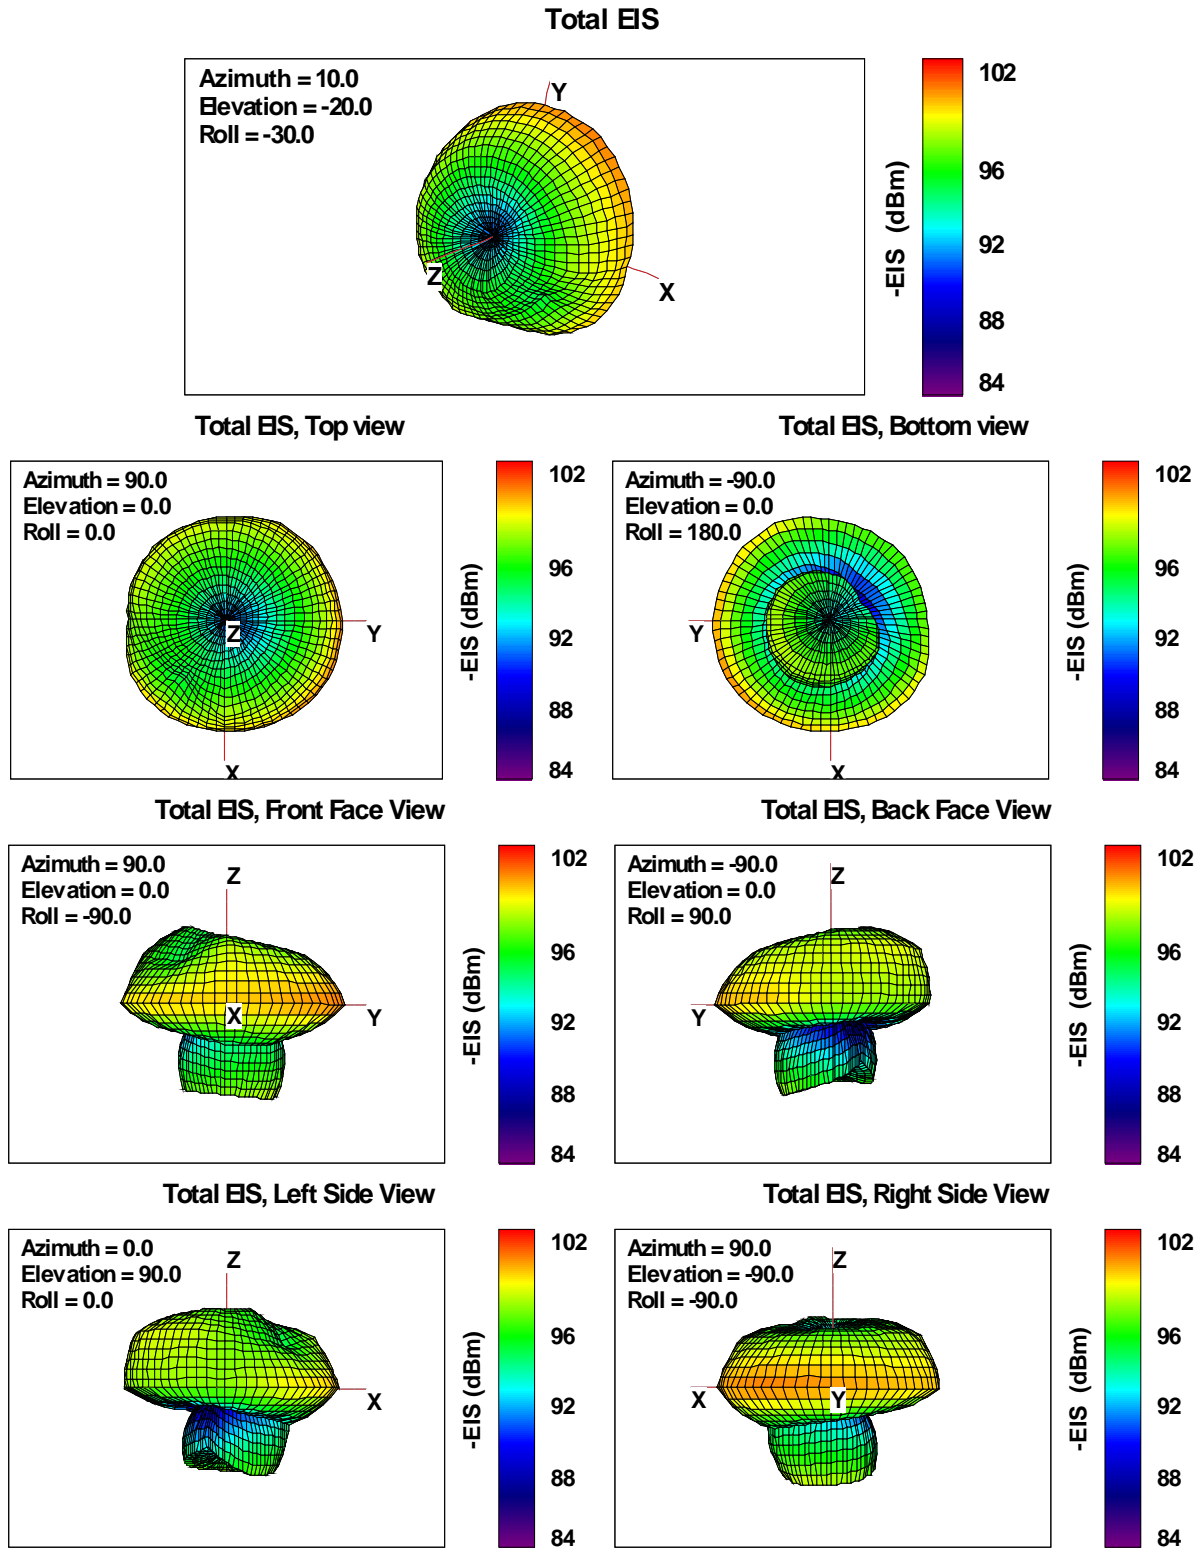 Total EIS
Azimuth = 10.0
Elevation = -20.0
Roll = -30.0
Y
X
Z
102
96
92
88
84
-EIS (dBm)
Total EIS, Top view
Azimuth = 90.0
Elevation = 0.0
Roll = 0.0
Z
Y
X
102
96
92
88
84
-EIS (dBm)
Total EIS, Bottom view
Azimuth = -90.0
Elevation = 0.0
Roll = 180.0
Y
X
102
96
92
88
84
-EIS (dBm)
Total EIS, Front Face View
Azimuth = 90.0
Elevation = 0.0
Roll = -90.0
Z
X
Y
102
96
92
88
84
-EIS (dBm)
Total EIS, Back Face View
Azimuth = -90.0
Elevation = 0.0
Roll = 90.0
Z
Y
102
96
92
88
84
-EIS (dBm)
Total EIS, Left Side View
Azimuth = 0.0
Elevation = 90.0
Roll = 0.0
Z
X
102
96
92
88
84
-EIS (dBm)
Total EIS, Right Side View
Azimuth = 90.0
Elevation = -90.0
Roll = -90.0
Z
X
Y
102
96
92
88
84
-EIS (dBm)